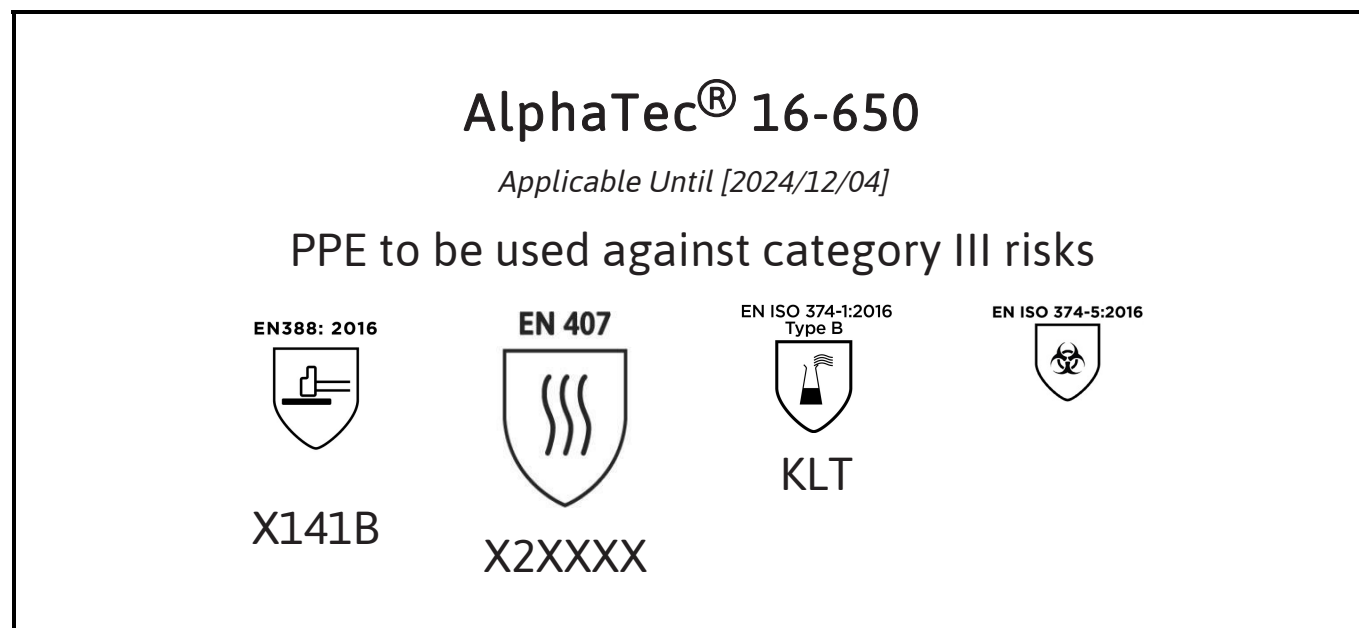 AlphaTec® 16-650
Applicable Until [2024/12/04]
PPE to be used against category III risks
EN388: 2016
X141B
EN 407
X2XXXX
EN ISO 374-1:2016
Type B
KLT
EN ISO 374-5:2016